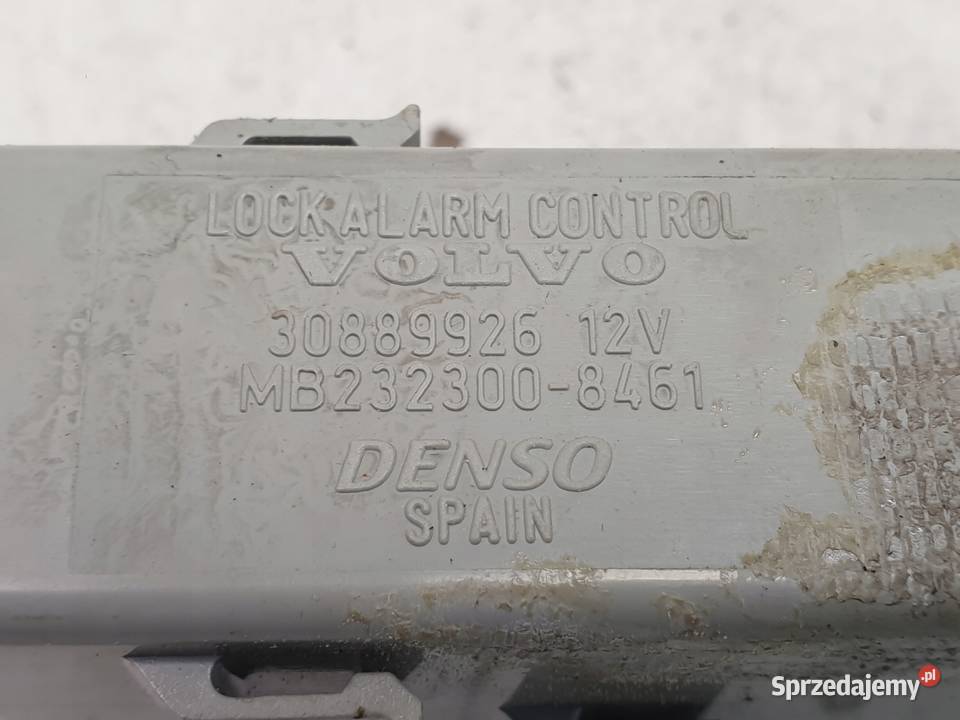 LOCK ALARM CONTROL
VOLVO
30889926 12V
MB232300-8461
DENSO
SPAIN
Sprzedajemy.pl